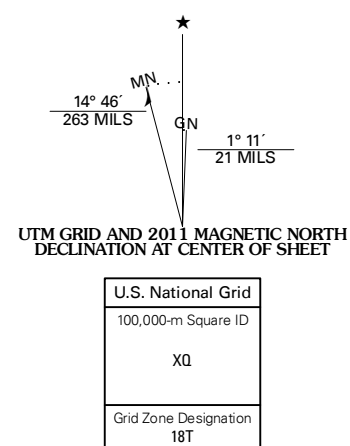 ★
MN
14° 46´
263 MILS
GN
1° 11´
21 MILS
UTM GRID AND 2011 MAGNETIC NORTH
DECLINATION AT CENTER OF SHEET
U.S. National Grid
100,000-m Square ID
XQ
Grid Zone Designation
18T